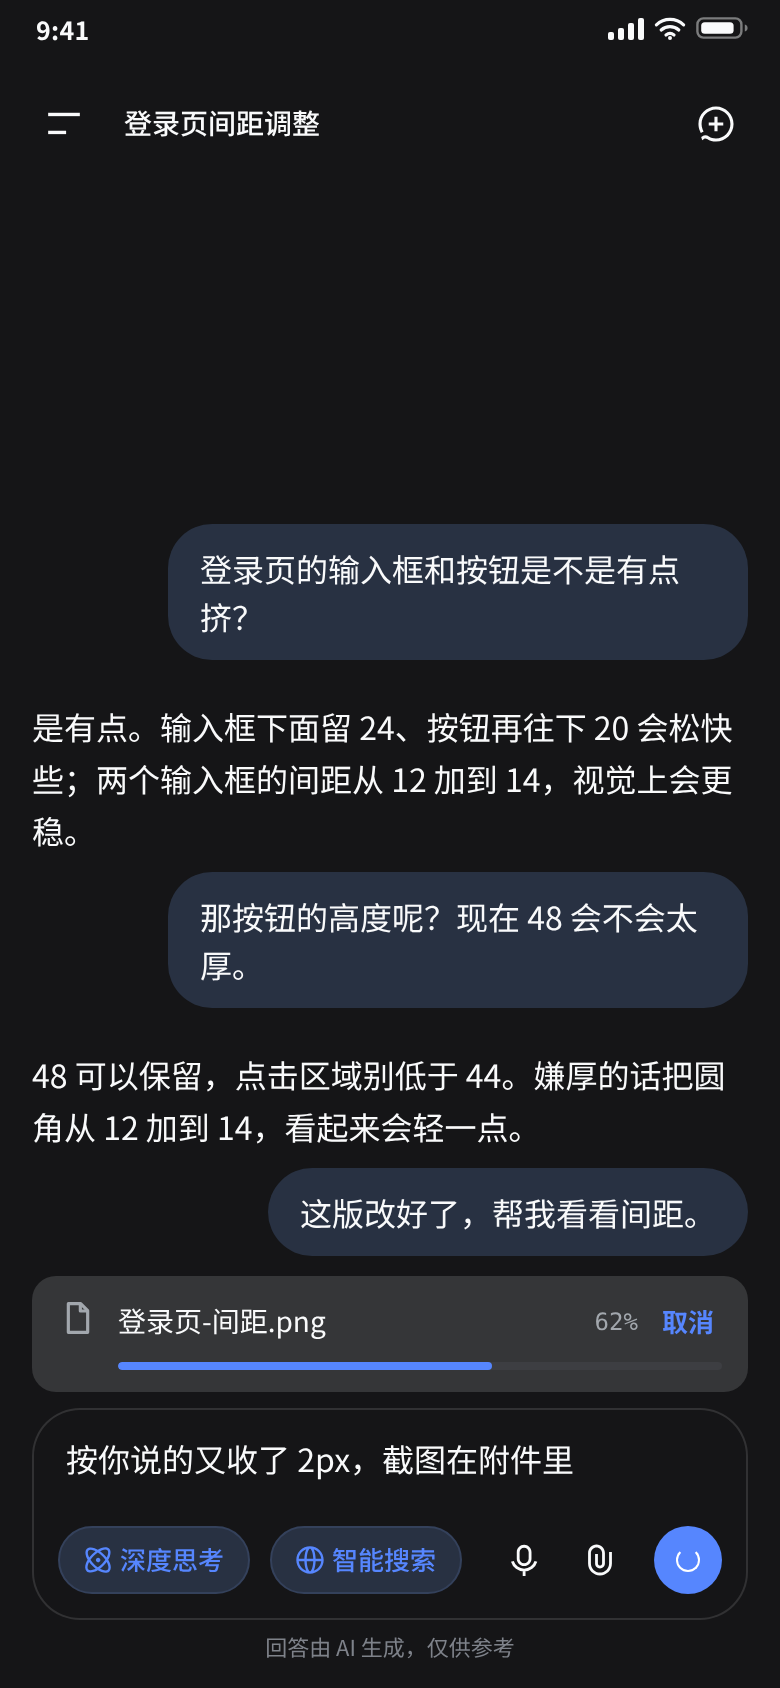 9:41
登录页间距调整
登录页的输入框和按钮是不是有点
挤？
是有点。输入框下面留 24、按钮再往下 20 会松快
些；两个输入框的间距从 12 加到 14，视觉上会更
稳。
那按钮的高度呢？现在 48 会不会太
厚。
48 可以保留，点击区域别低于 44。嫌厚的话把圆
角从 12 加到 14，看起来会轻一点。
这版改好了，帮我看看间距。
登录页-间距.png 62% 取消
按你说的又收了 2px，截图在附件里
深度思考 智能搜索
回答由 AI 生成，仅供参考